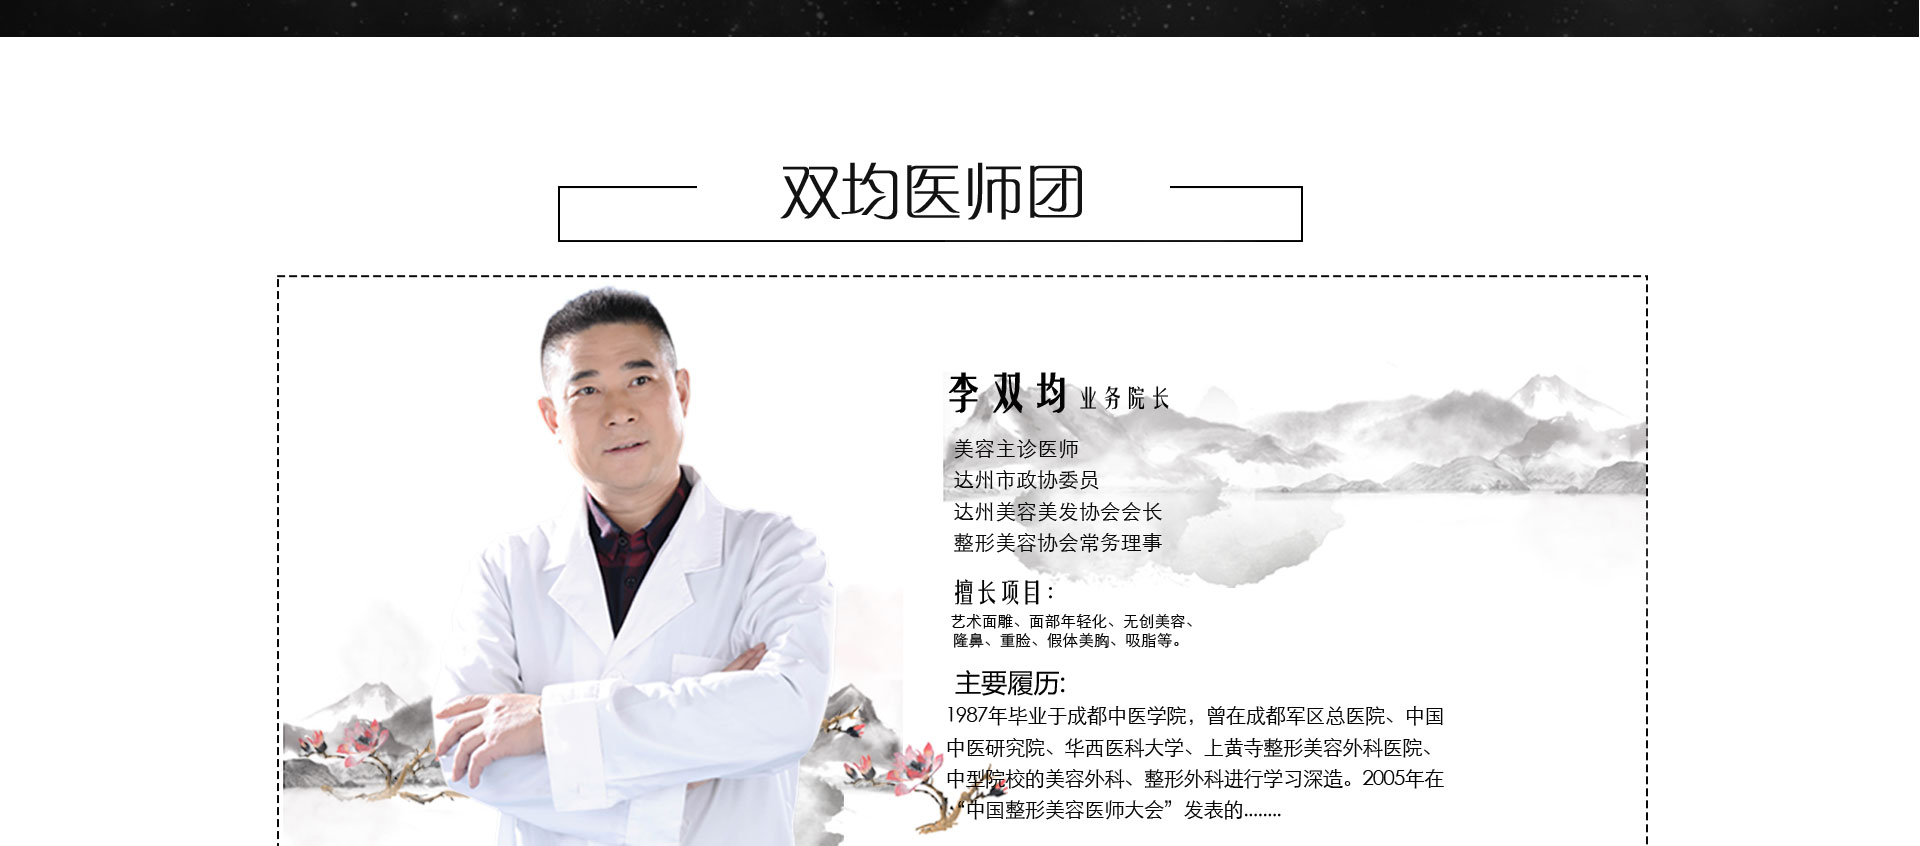 双均医师团
李双均 业务院长
美容主诊医师
达州市政协委员
达州美容美发协会会长
整形美容协会常务理事
擅长项目：
艺术面雕、面部年轻化、无创美容、
隆鼻、重脸、假体美胸、吸脂等。
主要履历:
1987年毕业于成都中医学院，曾在成都军区总医院、中国
中医研究院、华西医科大学、上黄寺整形美容外科医院、
中型院校的美容外科、整形外科进行学习深造。2005年在
“中国整形美容医师大会”发表的........